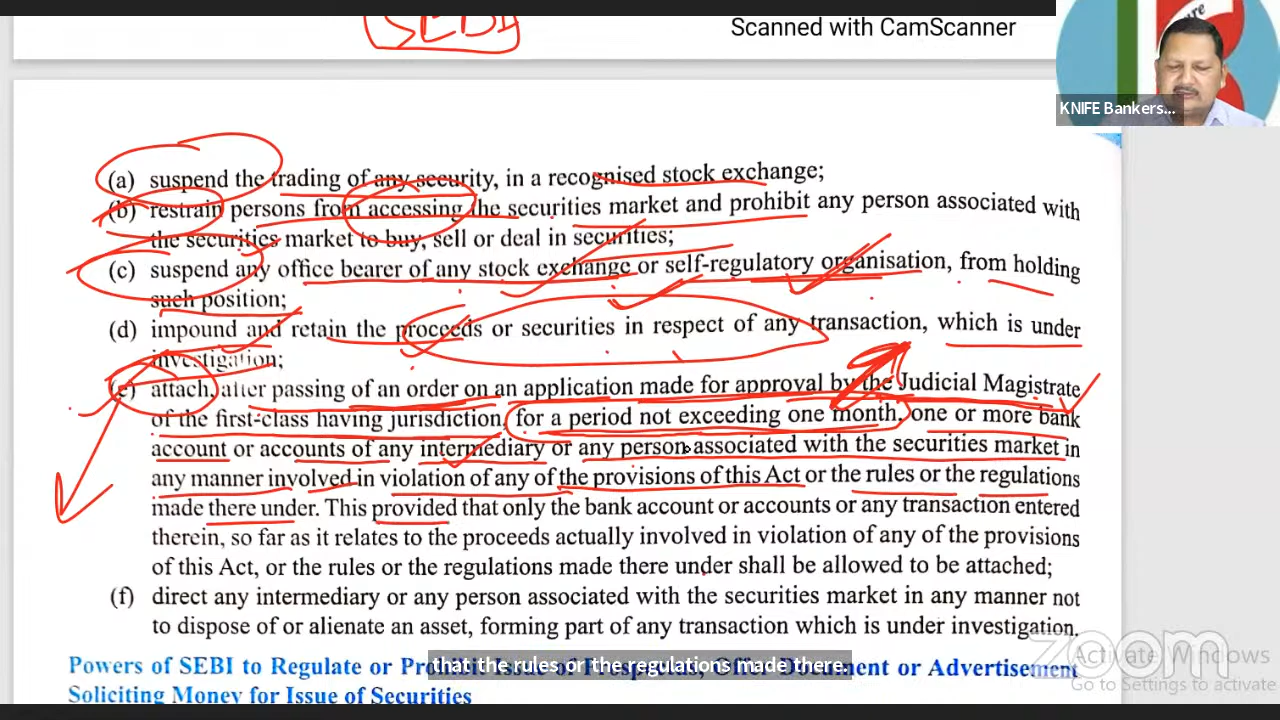 SEBI
Scanned with CamScanner
KNIFE Bankers...
(a) suspend the trading of any security, in a recognised stock exchange;
(b) restrain persons from accessing the securities market and prohibit any person associated with
the securities market to buy, sell or deal in securities;
(c) suspend any office bearer of any stock exchange or self-regulatory organisation, from holding
such position;
(d) impound and retain the proceeds or securities in respect of any transaction, which is under
investigation;
(e) attach, after passing of an order on an application made for approval by the Judicial Magistrate
of the first-class having jurisdiction, for a period not exceeding one month, one or more bank
account or accounts of any intermediary or any person associated with the securities market in
any manner involved in violation of any of the provisions of this Act or the rules or the regulations
made there under. This provided that only the bank account or accounts or any transaction entered
therein, so far as it relates to the proceeds actually involved in violation of any of the provisions
of this Act, or the rules or the regulations made there under shall be allowed to be attached;
(f) direct any intermediary or any person associated with the securities market in any manner not
to dispose of or alienate an asset, forming part of any transaction which is under investigation.
Powers of SEBI to Regulate or Prohibit Issue of Prospectus, Offer Document or Advertisement
Soliciting Money for Issue of Securities
that the rules or the regulations made there.
zoom
Activate Windows
Go to Settings to activate